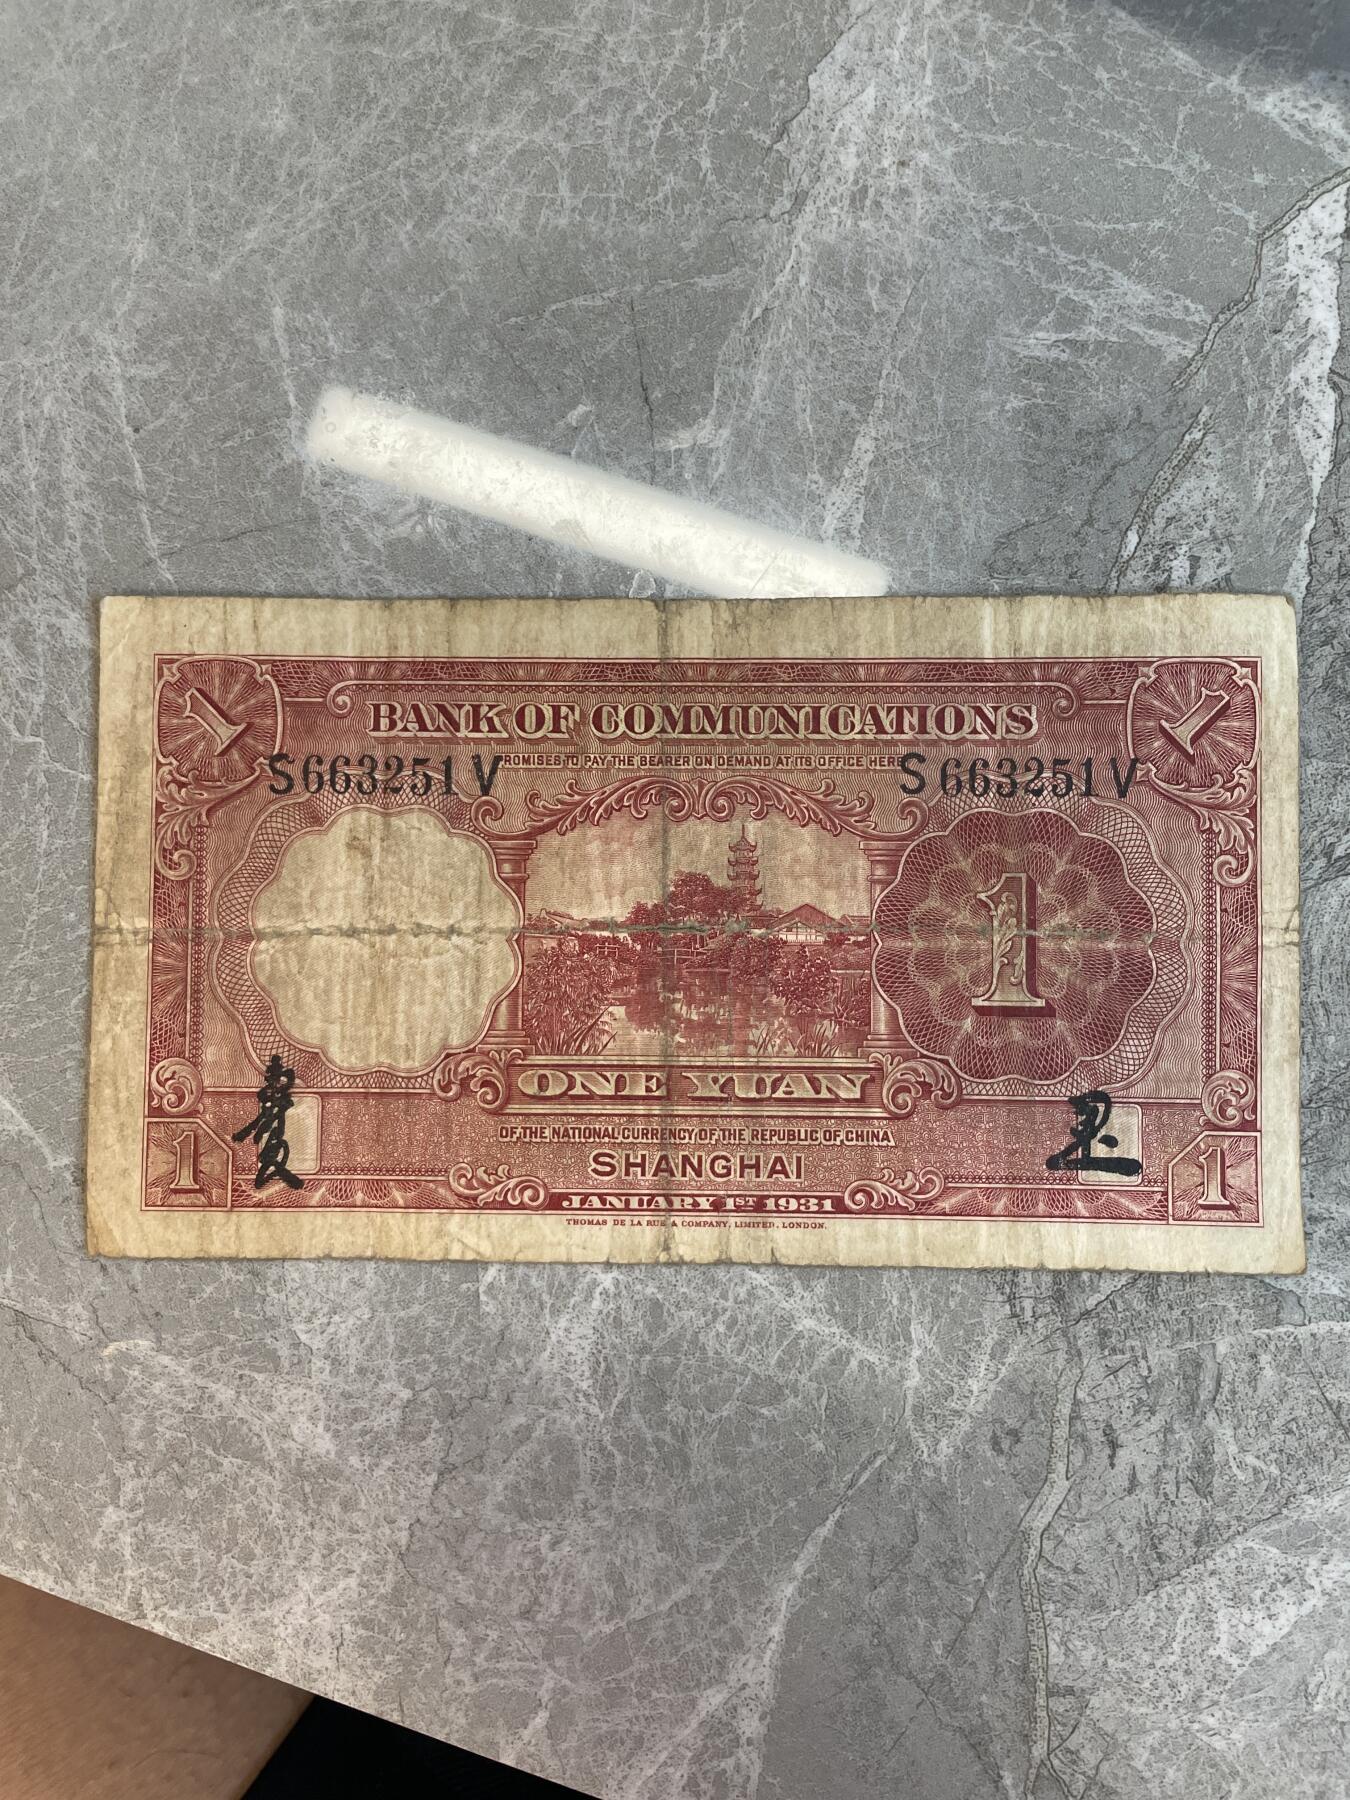 1 BANK OF COMMUNICATIONS 1
PROMISES TO PAY THE BEARER ON DEMAND AT ITS OFFICE HERE
S663251V S663251V
1
ONE YUAN
OF THE NATIONAL CURRENCY OF THE REPUBLIC OF CHINA
SHANGHAI
1 JANUARY 1ST 1931 1
THOMAS DE LA RUE & COMPANY, LIMITED, LONDON.